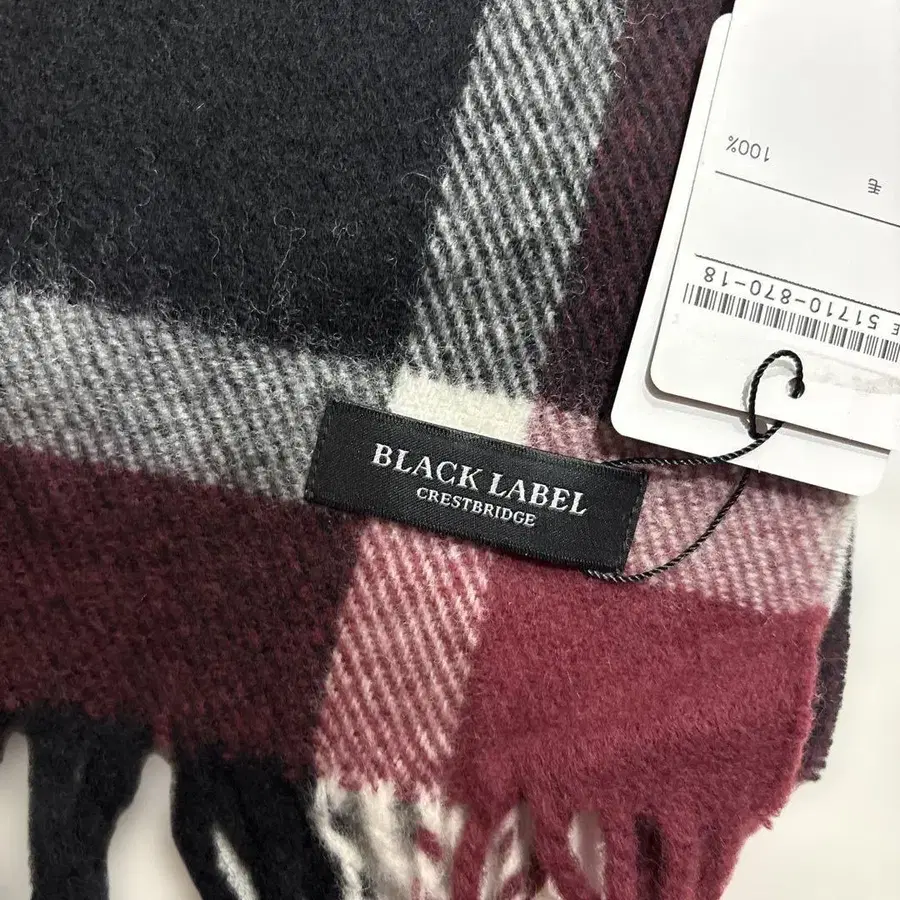 BLACK LABEL
CRESTBRIDGE
毛
100%
51710-870-18